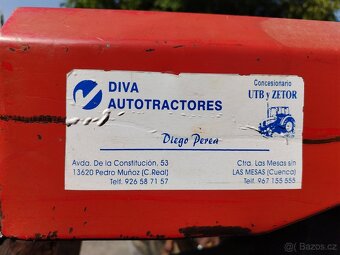 DIVA
AUTOTRACTORES
Concesionario
UTB y ZETOR
Diego Perea
Avda. De la Constitución, 53
13620 Pedro Muñoz (C.Real)
Telf. 926 58 71 57
Ctra. Las Mesas sin
LAS MESAS (Cuenca)
Telf. 967 155 555
Bazos.cz